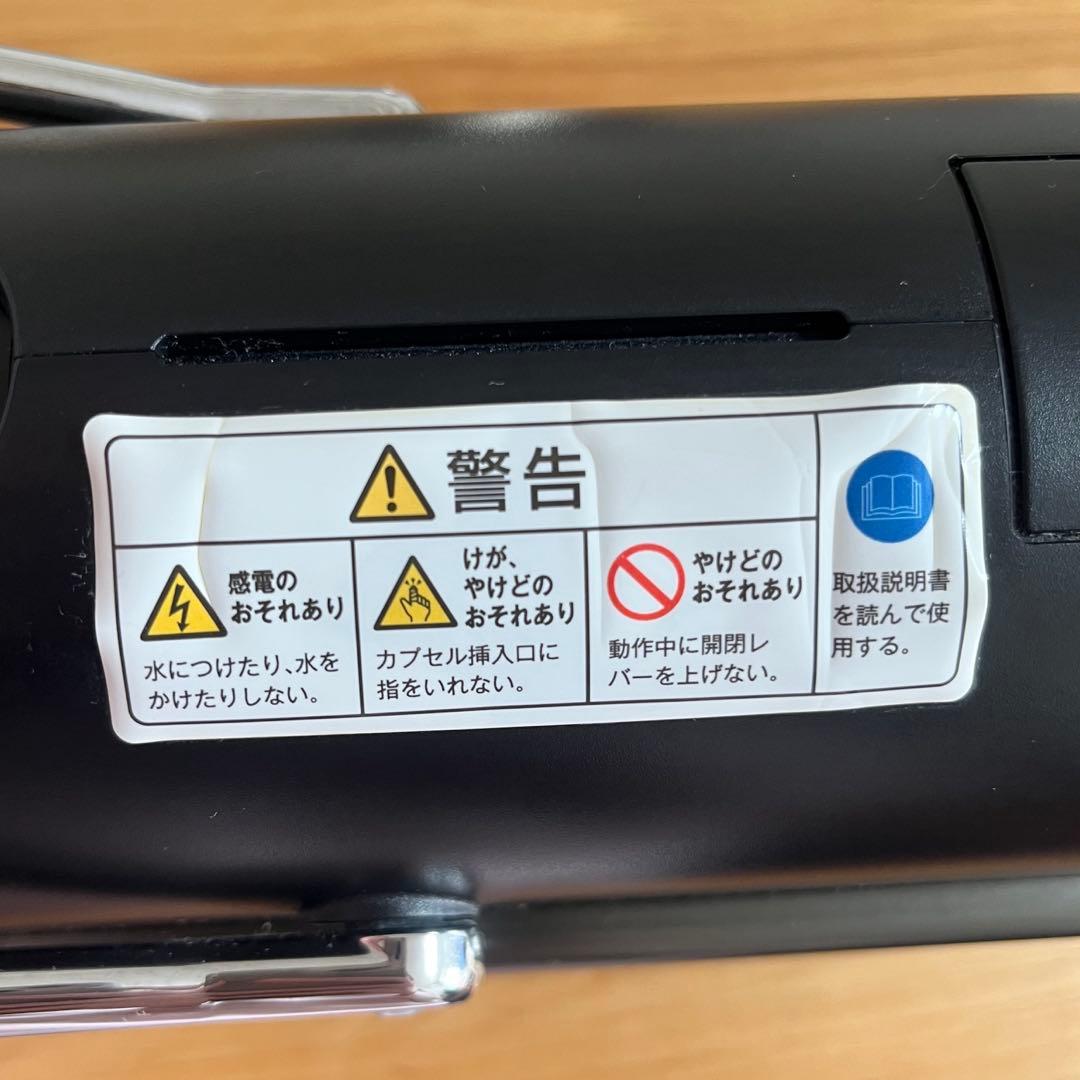 警告
感電の
おそれあり
水につけたり、水を
かけたりしない。
けが、
やけどの
おそれあり
カプセル挿入口に
指をいれない。
やけどの
おそれあり
動作中に開閉レ
バーを上げない。
取扱説明書
を読んで使
用する。